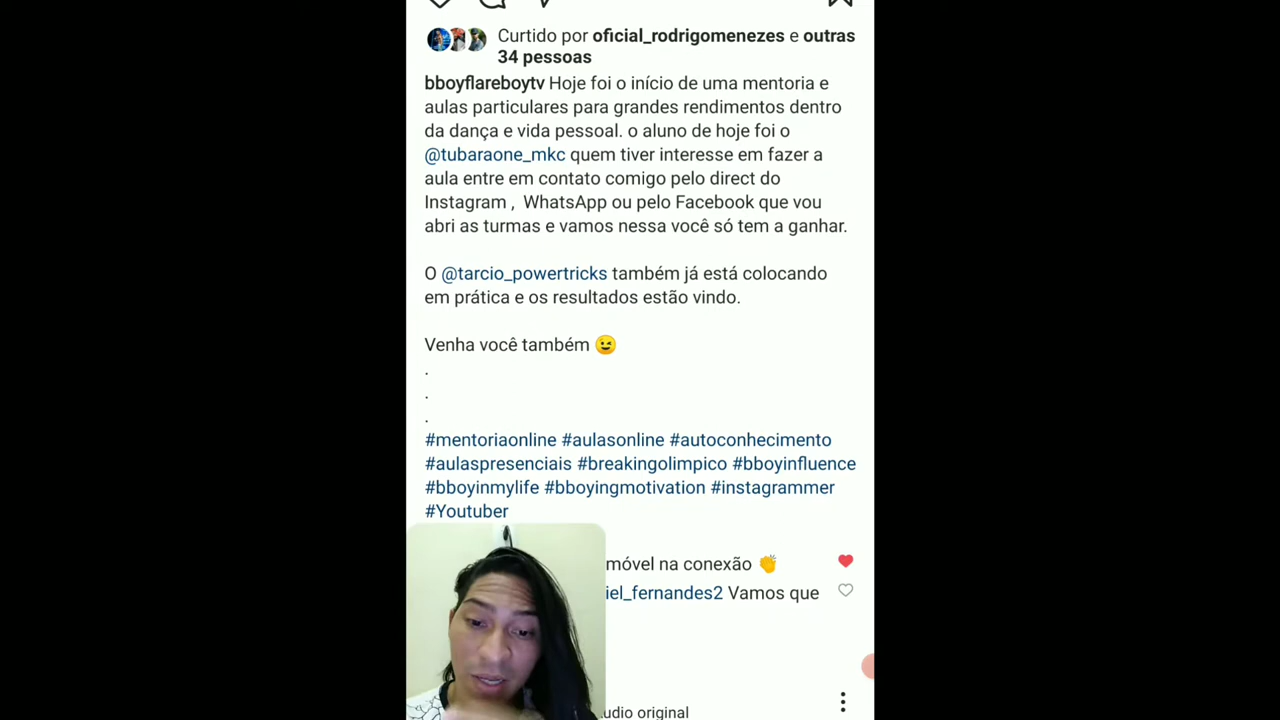 Curtido por oficial_rodrigomenezes e outras
34 pessoas
bboyflareboytv Hoje foi o início de uma mentoria e
aulas particulares para grandes rendimentos dentro
da dança e vida pessoal. o aluno de hoje foi o
@tubaraone_mkc quem tiver interesse em fazer a
aula entre em contato comigo pelo direct do
Instagram , WhatsApp ou pelo Facebook que vou
abri as turmas e vamos nessa você só tem a ganhar.
O @tarcio_powertricks também já está colocando
em prática e os resultados estão vindo.
Venha você também 😉
.
.
.
#mentoriaonline #aulasonline #autoconhecimento
#aulaspresenciais #breakingolimpico #bboyinfluence
#bboyinmylife #bboyingmotivation #instagrammer
#Youtuber
móvel na conexão 👏
iel_fernandes2 Vamos que
udio original